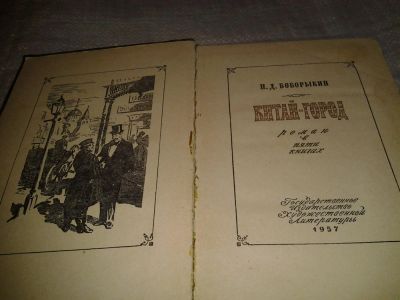 П. Д. БОБОРЫКИН
КИТАЙ-ГОРОД
роман
в
пяти
книгах
Государственное
Издательство
Художественной
Литературы
1957